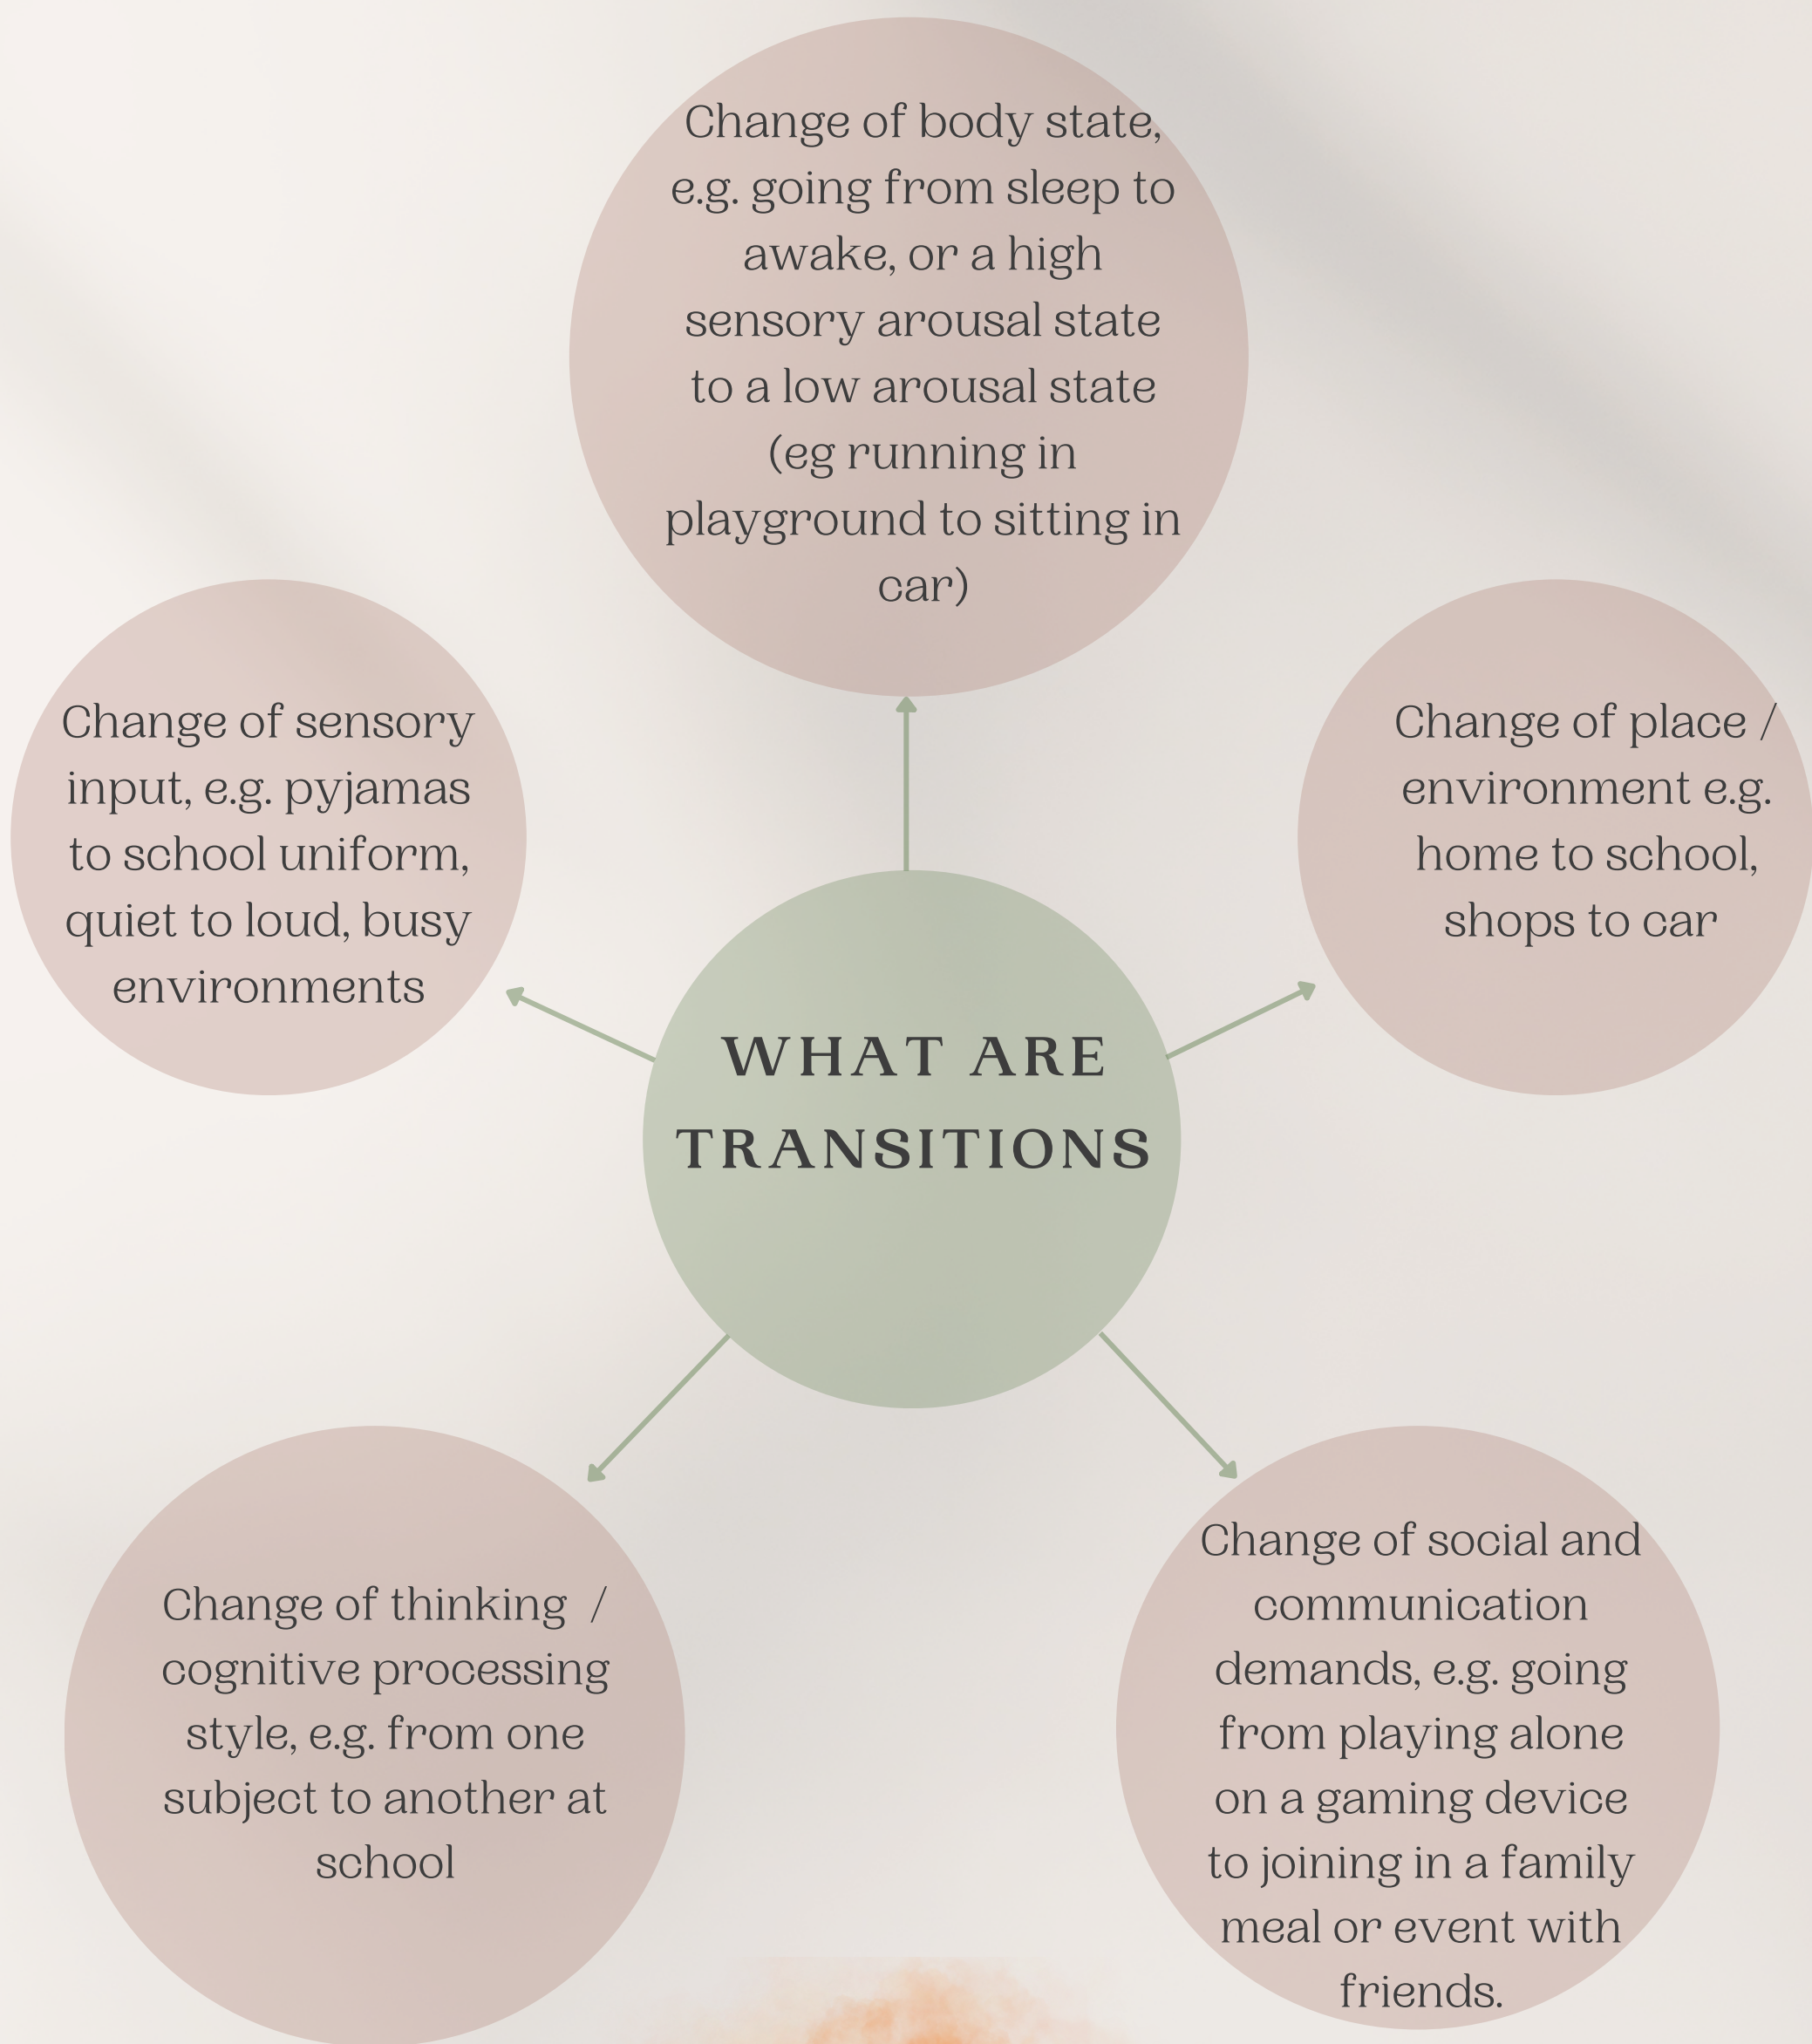 Change of body state,
e.g. going from sleep to
awake, or a high
sensory arousal state
to a low arousal state
(eg running in
playground to sitting in
car)
Change of sensory
input, e.g. pyjamas
to school uniform,
quiet to loud, busy
environments
Change of place /
environment e.g.
home to school,
shops to car
WHAT ARE
TRANSITIONS
Change of thinking  /
cognitive processing
style, e.g. from one
subject to another at
school
Change of social and
communication
demands, e.g. going
from playing alone
on a gaming device
to joining in a family
meal or event with
friends.